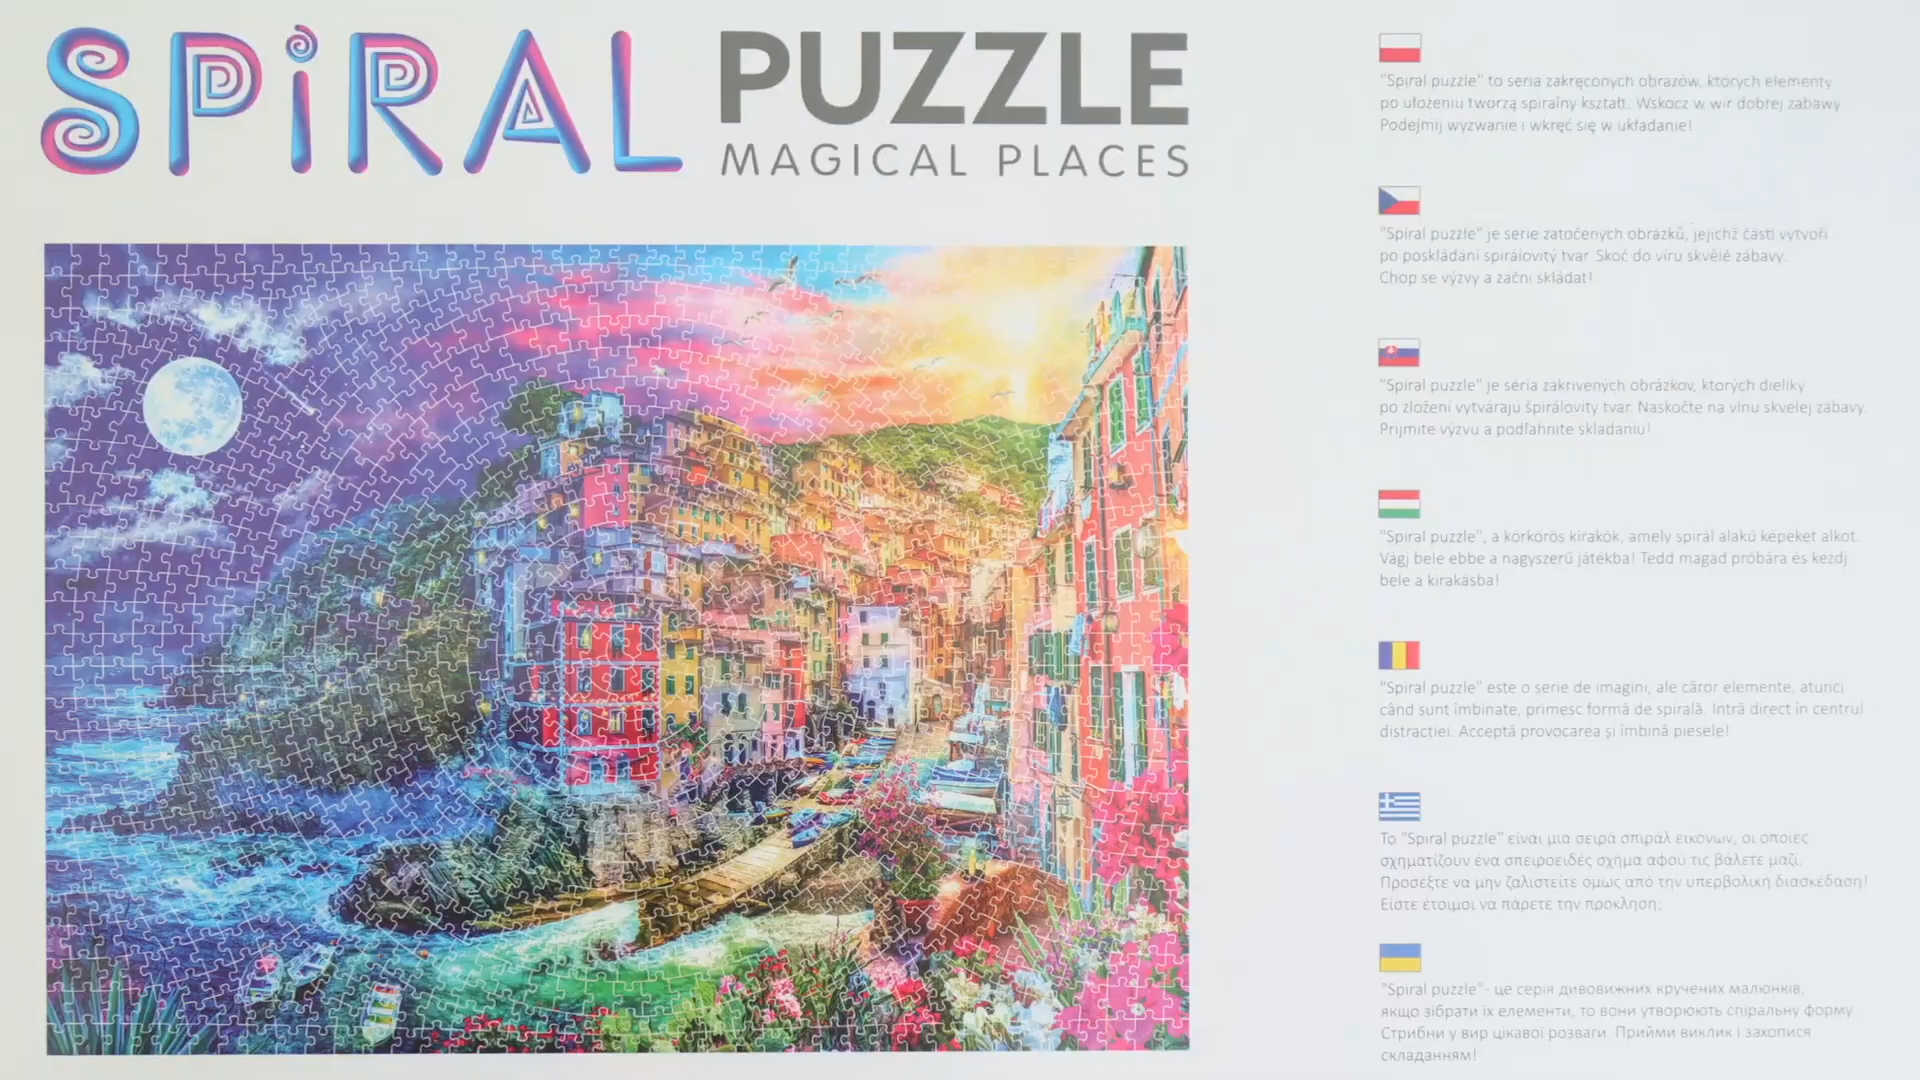 SPiRAL PUZZLE
MAGICAL PLACES
"Spiral puzzle" to seria zakręconych obrazów, których elementy
po ułożeniu tworzą spiralny kształt. Wskocz w wir dobrej zabawy
Podejmij wyzwanie i wkręć się w układanie!
"Spiral puzzle" je série zatočených obrázků, jejichž části vytvoří
po poskládání spirálovitý tvar. Skoč do víru skvělé zábavy.
Chop se výzvy a začni skládat!
"Spiral puzzle" je séria zakrivených obrázkov, ktorých dieliky
po zložení vytvárajú špirálovitý tvar. Naskočte na vlnu skvelej zábavy.
Prijmite výzvu a podľahnite skladaniu!
"Spiral puzzle", a körkörös kirakók, amely spirál alakú képeket alkot.
Vágj bele ebbe a nagyszerű játékba! Tedd magad próbára és kezdj
bele a kirakásba!
"Spiral puzzle" este o serie de imagini, ale căror elemente, atunci
când sunt îmbinate, primesc formă de spirală. Intră direct în centrul
distracției. Acceptă provocarea și îmbină piesele!
Το "Spiral puzzle" είναι μια σειρά σπιράλ εικόνων, οι οποίες
σχηματίζουν ένα σπειροειδές σχήμα αφού τις βάλετε μαζί.
Προσέξτε να μην ζαλιστείτε όμως από την υπερβολική διασκέδαση!
Είστε έτοιμοι να πάρετε την πρόκληση;
"Spiral puzzle"- це серія дивовижних кручених малюнків,
якщо зібрати їх елементи, то вони утворюють спіральну форму.
Стрибни у вир цікавої розваги. Прийми виклик і захопися
складанням!